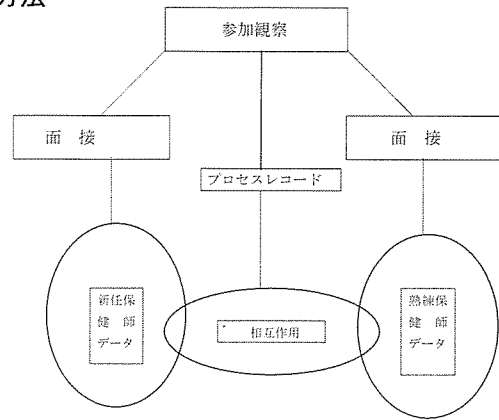 方法
参加観察
面 接
面 接
プロセスレコード
新任保
健 師
データ
相互作用
熟練保
健 師
データ